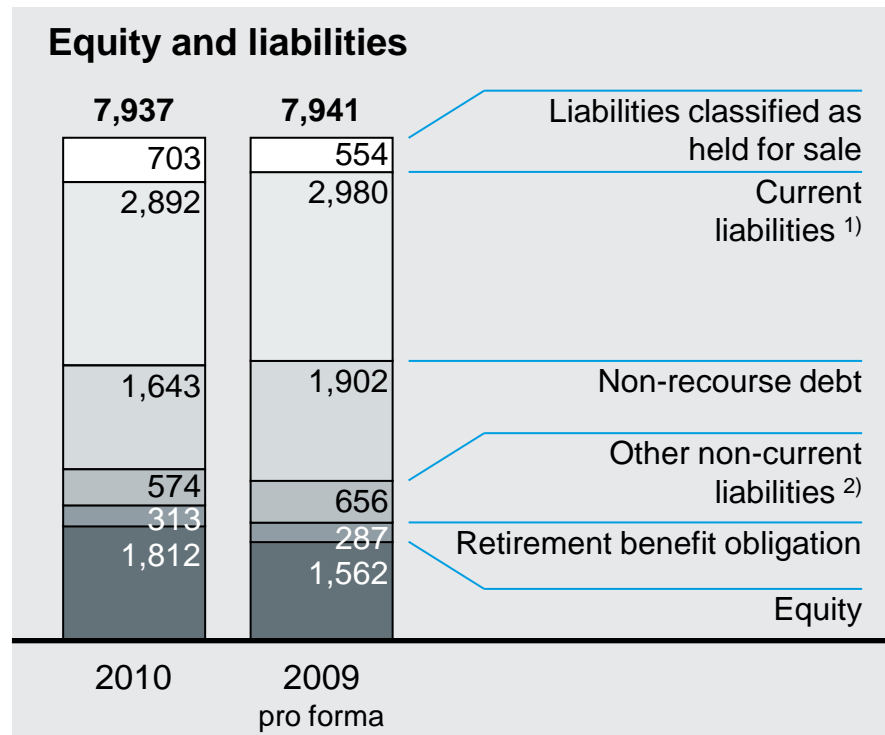 Equity and liabilities
7,937 7,941
Liabilities classified as
held for sale
703 554
Current
liabilities 1)
2,892 2,980
Non-recourse debt
1,643 1,902
Other non-current
liabilities 2)
574 656
Retirement benefit obligation
313 287
Equity
1,812 1,562
2010 2009
pro forma